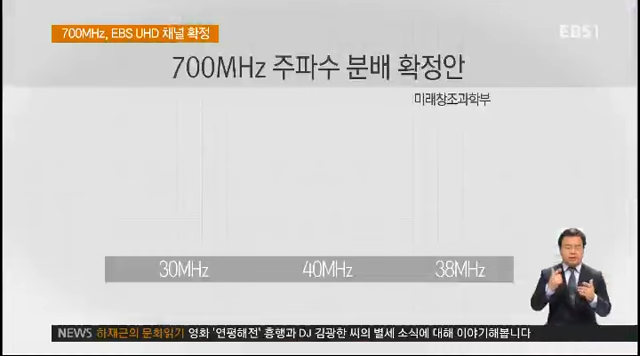 700MHz, EBS UHD 채널 확정
EBS1
700MHz 주파수 분배 확정안
미래창조과학부
30MHz 40MHz 38MHz
NEWS 하재근의 문화읽기 영화 '연평해전' 흥행과 DJ 김광한 씨의 별세 소식에 대해 이야기해봅니다